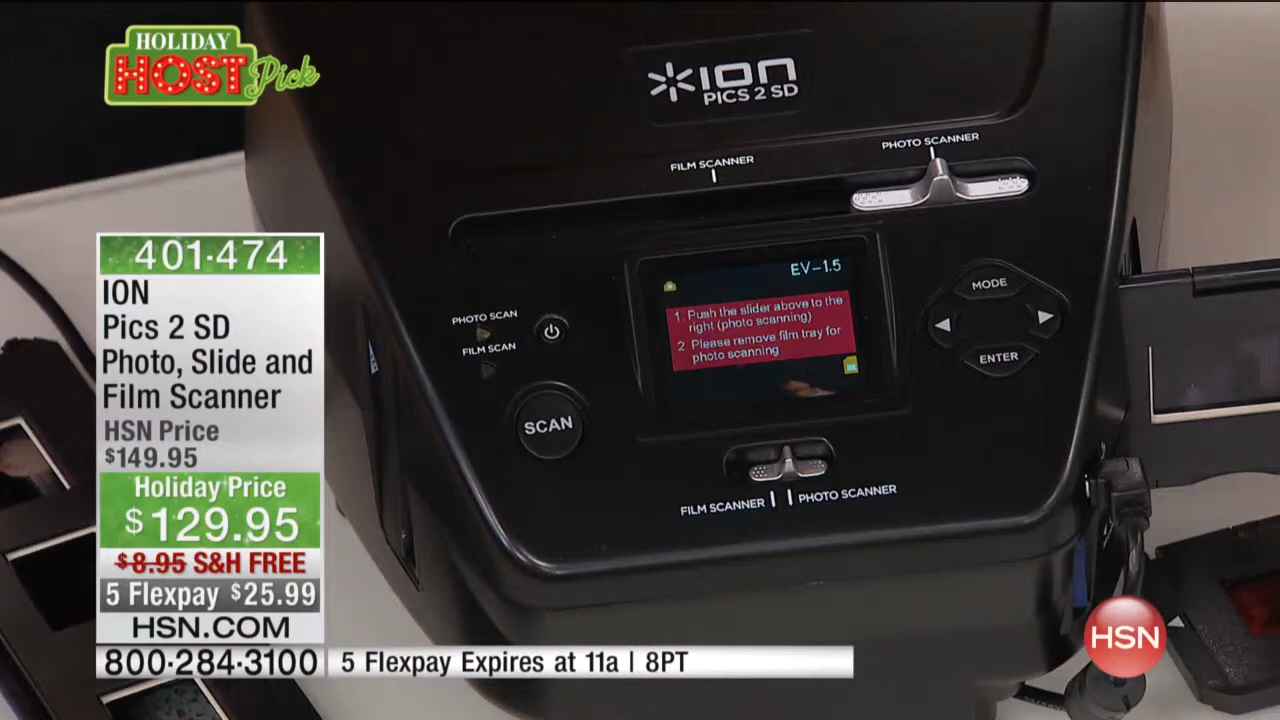 HOLIDAY
HOST
Pick
401-474
ION
Pics 2 SD
Photo, Slide and
Film Scanner
HSN Price
$149.95
Holiday Price
$129.95
$8.95 S&H FREE
5 Flexpay $25.99
HSN.COM
800-284-3100
5 Flexpay Expires at 11a | 8PT
ION
PICS 2 SD
FILM SCANNER
PHOTO SCANNER
EV-1.5
1. Push the slider above to the
right (photo scanning)
2 Please remove film tray for
photo scanning
PHOTO SCAN
FILM SCAN
SCAN
MODE
ENTER
FILM SCANNER
PHOTO SCANNER
HSN